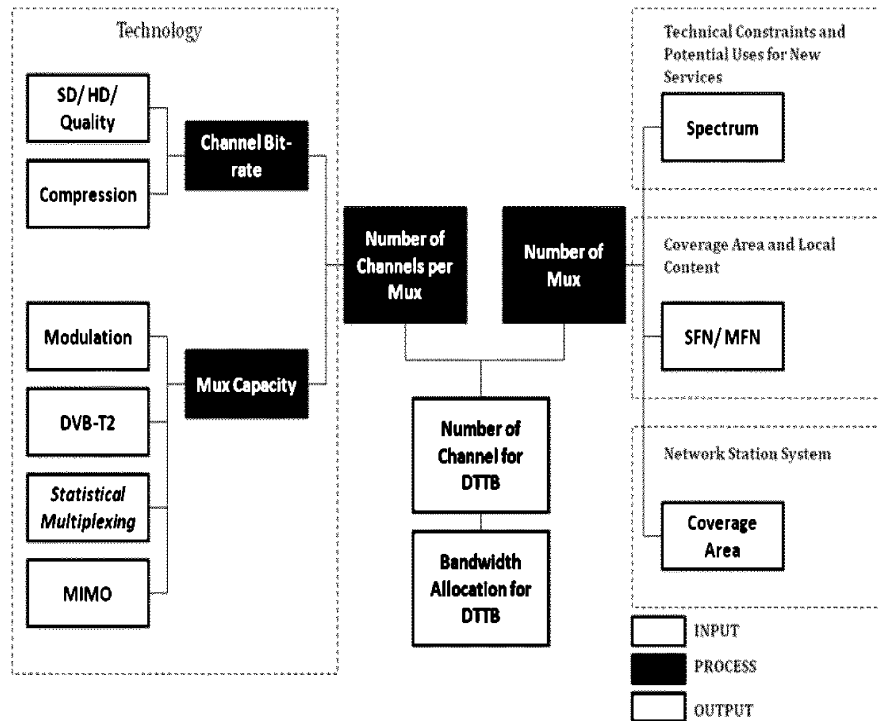 Technology
SD/ HD/
Quality
Compression
Channel Bit-
rate
Modulation
DVB-T2
Statistical
Multiplexing
MIMO
Mux Capacity
Number of
Channels per
Mux
Number of
Mux
Number of
Channel for
DTTB
Bandwidth
Allocation for
DTTB
Technical Constraints and
Potential Uses for New
Services
Spectrum
Coverage Area and Local
Content
SFN/ MFN
Network Station System
Coverage
Area
INPUT
PROCESS
OUTPUT